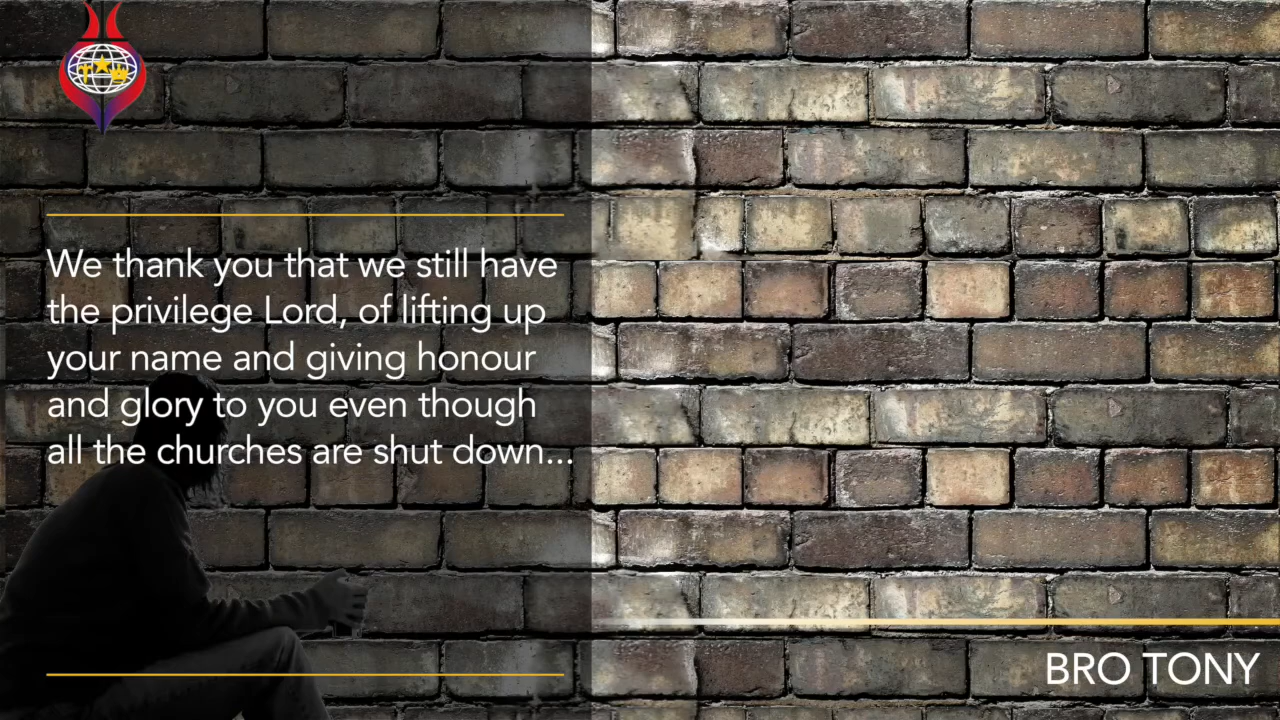 We thank you that we still have
the privilege Lord, of lifting up
your name and giving honour
and glory to you even though
all the churches are shut down...
BRO TONY